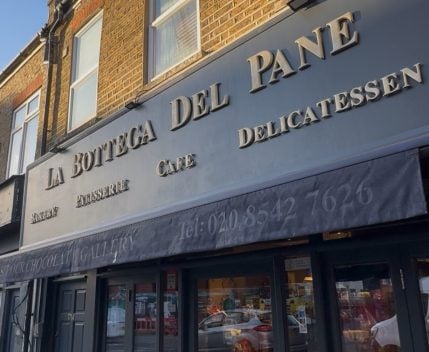 LA BOTTEGA DEL PANE
BAKERY PATISSERIE CAFE DELICATESSEN
CHOCOLATE GALLERY Tel: 020 8542 7626